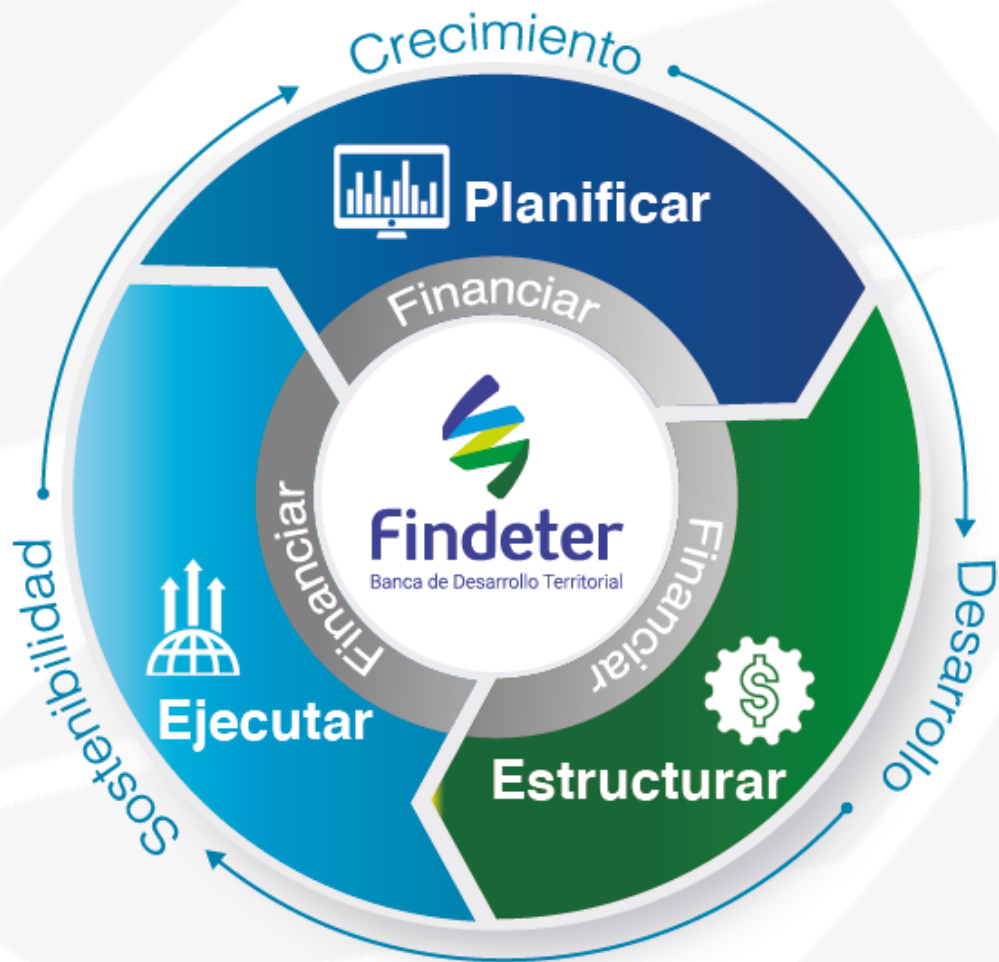 Crecimiento
Planificar
Financiar
Findeter
Banca de Desarrollo Territorial
Financiar
Financiar
Ejecutar
Estructurar
Desarrollo
Sostenibilidad